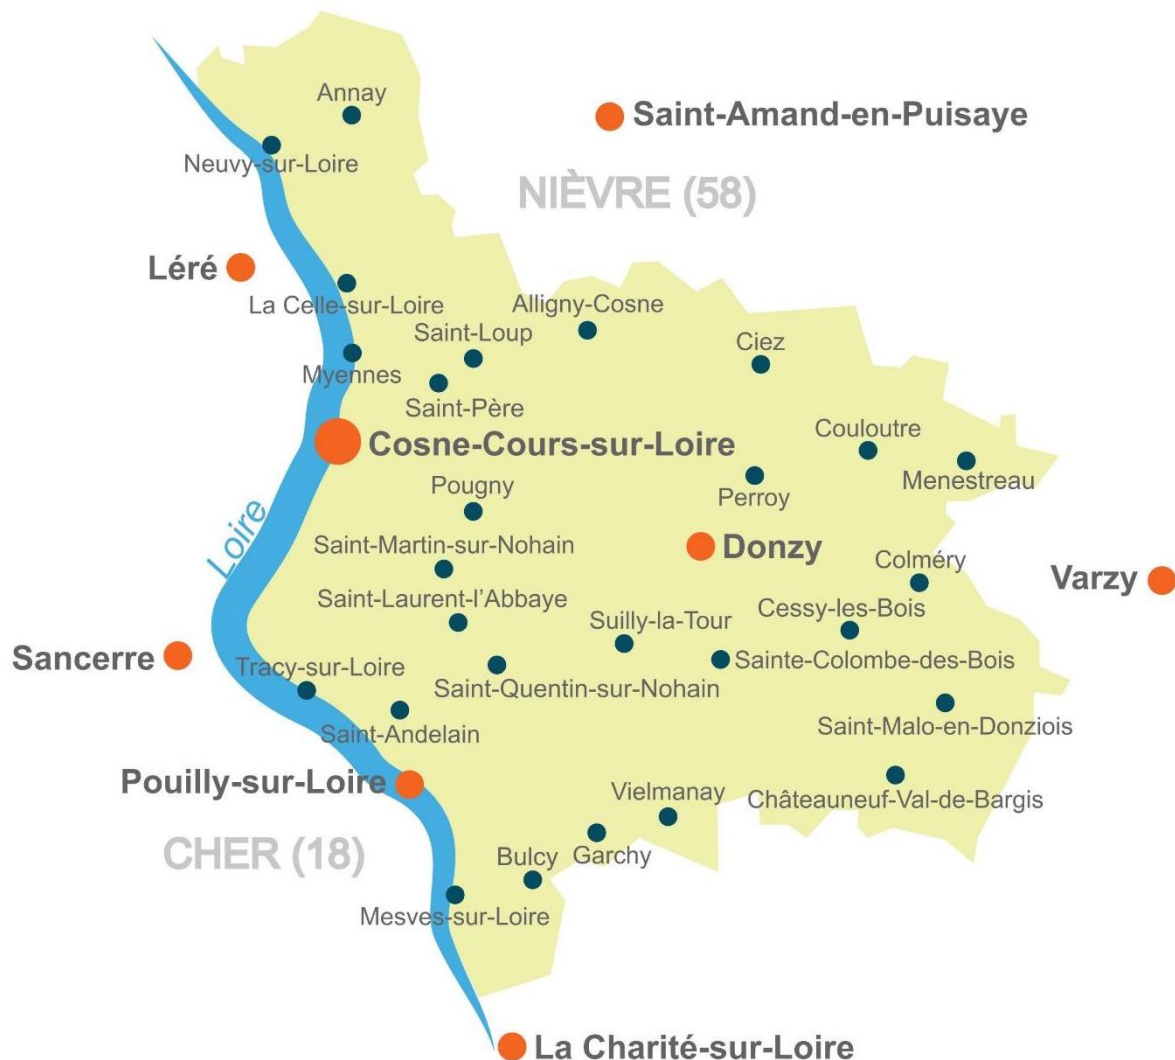 Annay
Saint-Amand-en-Puisaye
Neuvy-sur-Loire
NIÈVRE (58)
Léré
La Celle-sur-Loire
Alligny-Cosne
Saint-Loup
Ciez
Myennes
Saint-Père
Couloutre
Cosne-Cours-sur-Loire
Menestreau
Pougny
Perroy
Loire
Saint-Martin-sur-Nohain
Donzy
Colméry
Varzy
Saint-Laurent-l’Abbaye
Cessy-les-Bois
Suilly-la-Tour
Sancerre
Tracy-sur-Loire
Sainte-Colombe-des-Bois
Saint-Quentin-sur-Nohain
Saint-Andelain
Saint-Malo-en-Donziois
Pouilly-sur-Loire
Vielmanay
Châteauneuf-Val-de-Bargis
CHER (18)
Bulcy
Garchy
Mesves-sur-Loire
La Charité-sur-Loire